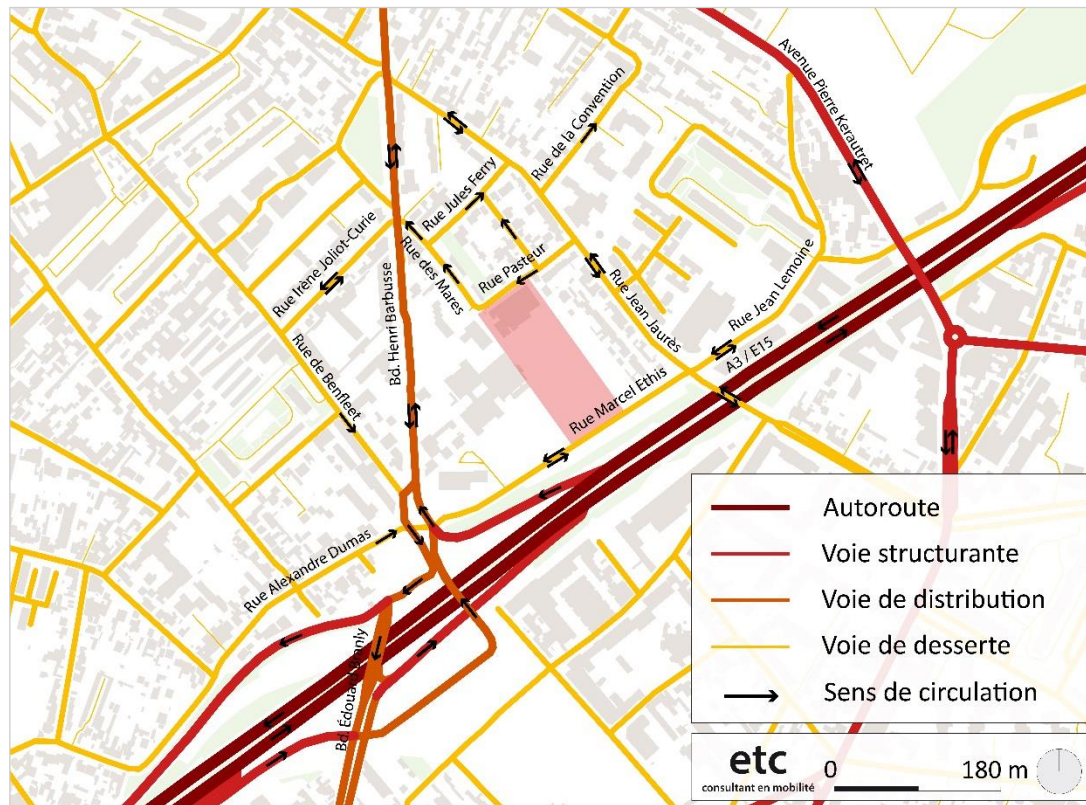 Avenue Pierre Kerautret
Rue de la Convention
Rue Jules Ferry
Rue Irène Joliot-Curie
Rue des Mares
Rue Pasteur
Bd. Henri Barbusse
Rue Jean Jaurès
Rue Jean Lemoine
A3 / E15
Rue de Benfleet
Rue Marcel Ethis
Rue Alexandre Dumas
Bd. Édouard Branly
Autoroute
Voie structurante
Voie de distribution
Voie de desserte
Sens de circulation
etc
consultant en mobilité
0 180 m